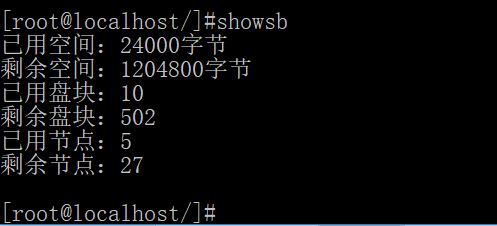 [root@localhost/]#showsb
已用空间：24000字节
剩余空间：1204800字节
已用盘块：10
剩余盘块：502
已用节点：5
剩余节点：27
[root@localhost/]#